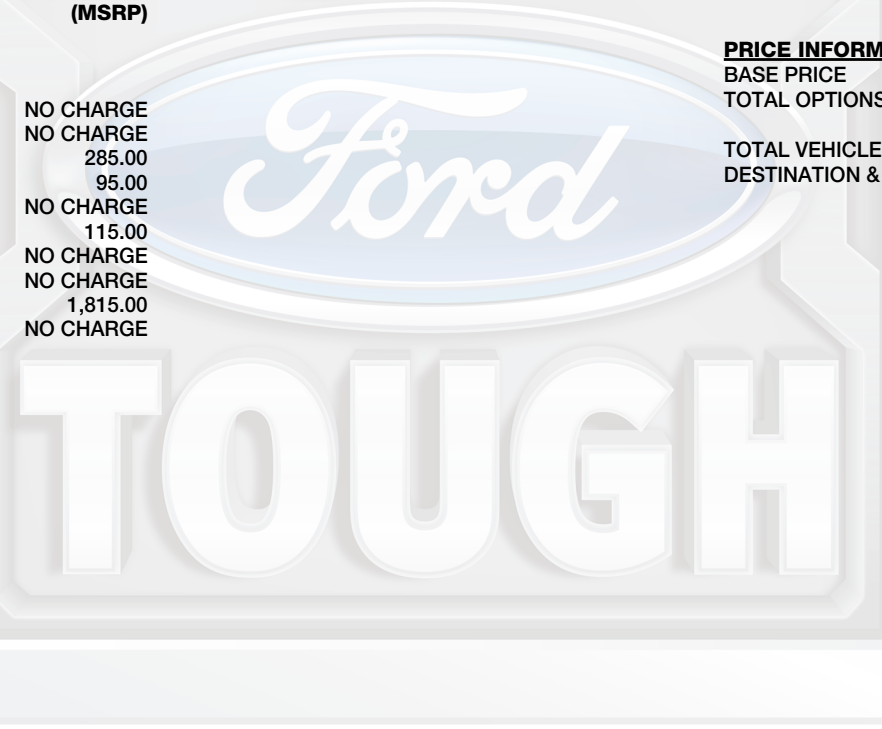 (MSRP)
NO CHARGE
NO CHARGE
285.00
95.00
NO CHARGE
115.00
NO CHARGE
NO CHARGE
1,815.00
NO CHARGE
PRICE INFORM
BASE PRICE
TOTAL OPTIONS
TOTAL VEHICLE
DESTINATION &
Ford
TOUGH